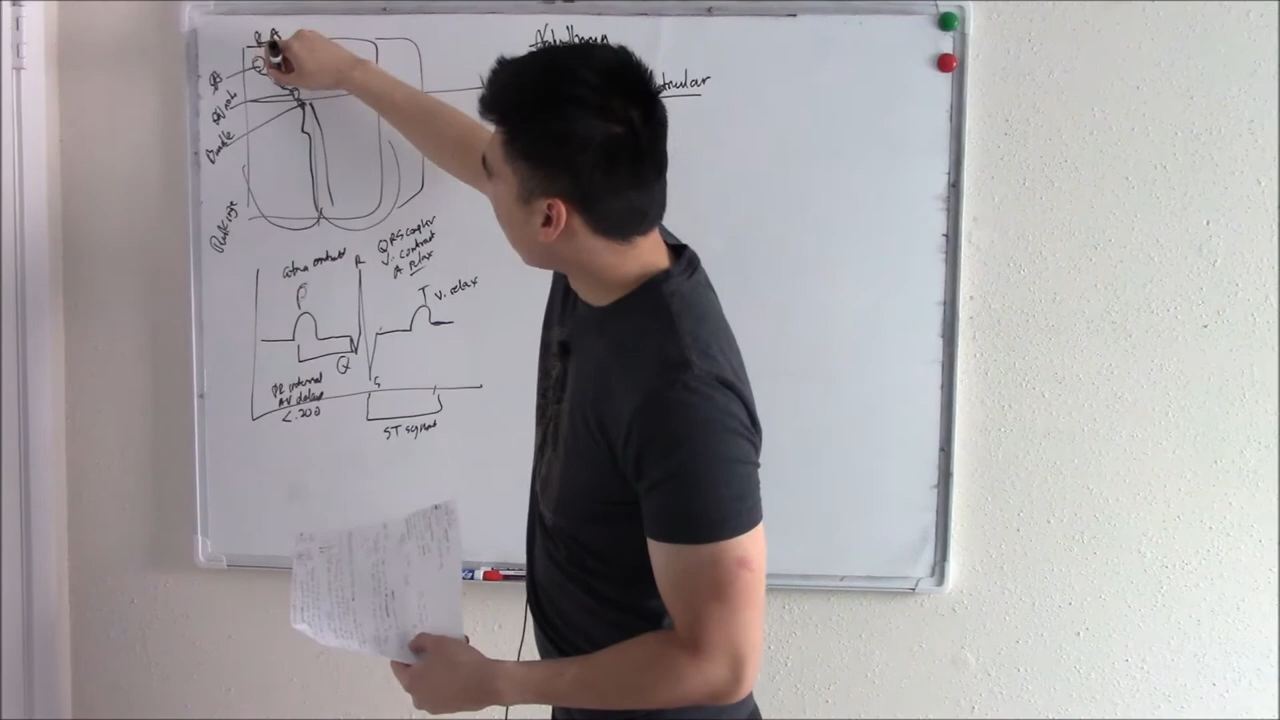 R A
SA
AV node
Bundle
Purkinje
tricular
QRS complex
V. contract
A relax
atria contract
R
P
T V. relax
Q
S
PR interval
AV delay
<.200
ST segment